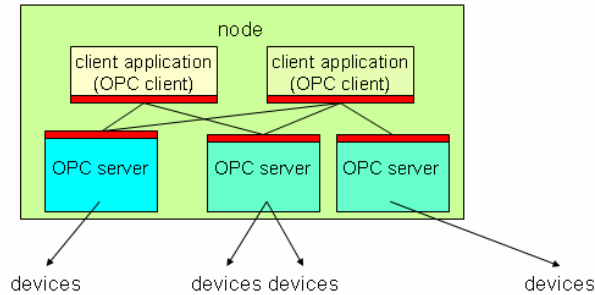 node
client application
(OPC client)
client application
(OPC client)
OPC server
OPC server
OPC server
devices
devices devices
devices